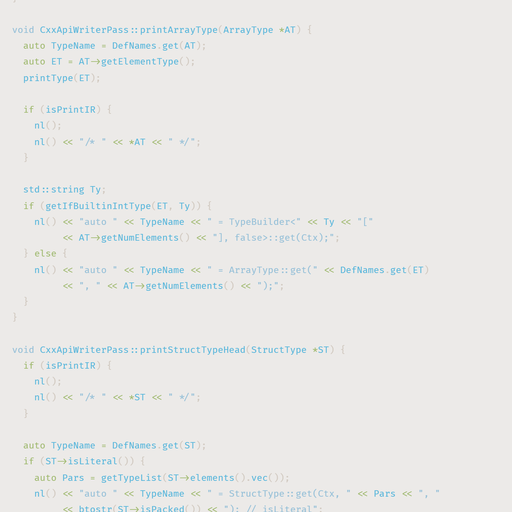 }
void CxxApiWriterPass::printArrayType(ArrayType *AT) {
  auto TypeName = DefNames.get(AT);
  auto ET = AT->getElementType();
  printType(ET);
  if (isPrintIR) {
    nl();
    nl() << "/* " << *AT << " */";
  }
  std::string Ty;
  if (getIfBuiltinIntType(ET, Ty)) {
    nl() << "auto " << TypeName << " = TypeBuilder<" << Ty << "["
         << AT->getNumElements() << "], false>::get(Ctx);";
  } else {
    nl() << "auto " << TypeName << " = ArrayType::get(" << DefNames.get(ET)
         << ", " << AT->getNumElements() << ");";
  }
}
void CxxApiWriterPass::printStructTypeHead(StructType *ST) {
  if (isPrintIR) {
    nl();
    nl() << "/* " << *ST << " */";
  }
  auto TypeName = DefNames.get(ST);
  if (ST->isLiteral()) {
    auto Pars = getTypeList(ST->elements().vec());
    nl() << "auto " << TypeName << " = StructType::get(Ctx, " << Pars << ", "
         << btostr(ST->isPacked()) << "); // isLiteral";